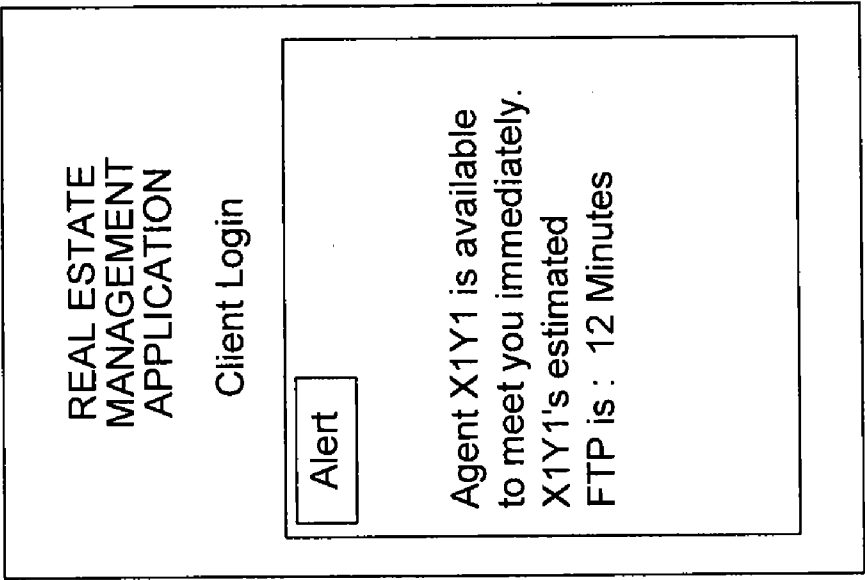 REAL ESTATE
MANAGEMENT
APPLICATION
Client Login
Alert
Agent X1Y1 is available
to meet you immediately.
X1Y1's estimated
FTP is : 12 Minutes